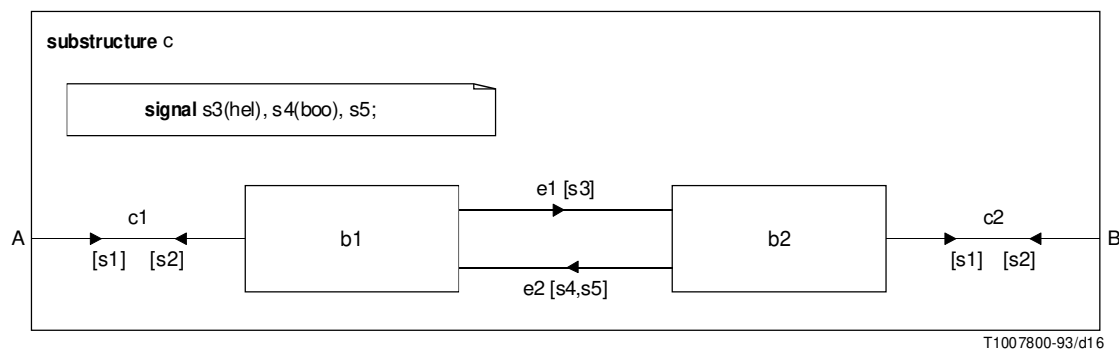 substructure c
signal s3(hel), s4(boo), s5;
e1 [s3]
A
c1
[s1] [s2]
b1
b2
c2
[s1] [s2]
B
e2 [s4,s5]
T1007800-93/d16